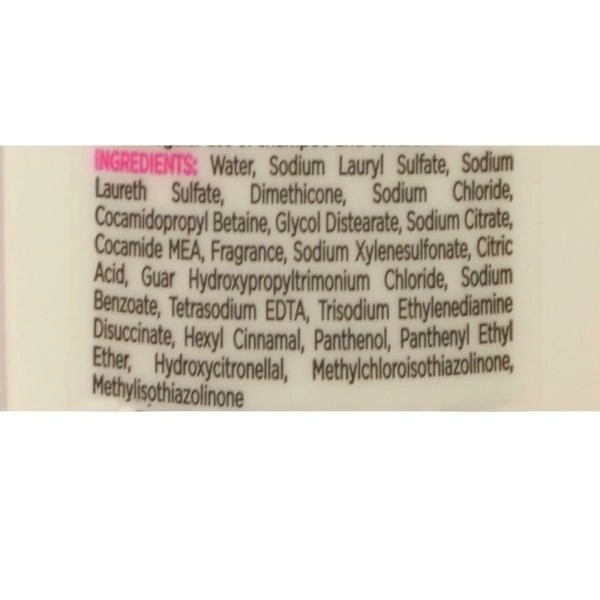 INGREDIENTS: Water, Sodium Lauryl Sulfate, Sodium
Laureth Sulfate, Dimethicone, Sodium Chloride,
Cocamidopropyl Betaine, Glycol Distearate, Sodium Citrate,
Cocamide MEA, Fragrance, Sodium Xylenesulfonate, Citric
Acid, Guar Hydroxypropyltrimonium Chloride, Sodium
Benzoate, Tetrasodium EDTA, Trisodium Ethylenediamine
Disuccinate, Hexyl Cinnamal, Panthenol, Panthenyl Ethyl
Ether, Hydroxycitronellal, Methylchloroisothiazolinone,
Methylisothiazolinone